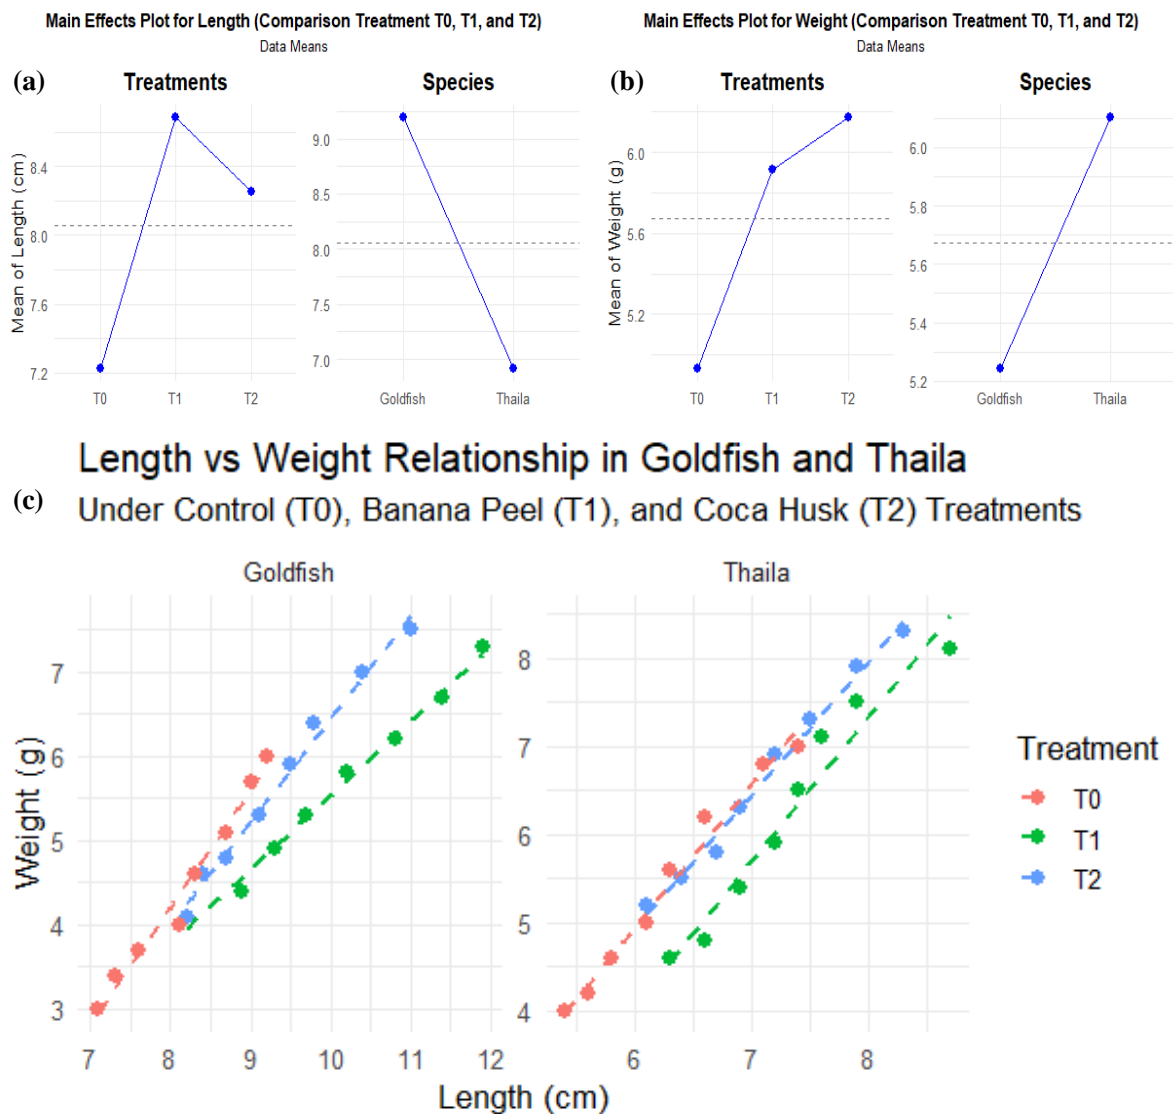 Main Effects Plot for Length (Comparison Treatment T0, T1, and T2)
Data Means
(a)
Treatments
Species
Mean of Length (cm)
8.4
8.0
7.6
7.2
T0
T1
T2
9.0
8.5
8.0
7.5
7.0
Goldfish
Thaila
Main Effects Plot for Weight (Comparison Treatment T0, T1, and T2)
Data Means
(b)
Treatments
Species
Mean of Weight (g)
6.0
5.6
5.2
T0
T1
T2
6.0
5.8
5.6
5.4
5.2
Goldfish
Thaila
Length vs Weight Relationship in Goldfish and Thaila
(c)
Under Control (T0), Banana Peel (T1), and Coca Husk (T2) Treatments
Goldfish
Thaila
Weight (g)
7
6
5
4
3
7
8
9
10
11
12
8
7
6
5
4
6
7
8
Length (cm)
Treatment
T0
T1
T2